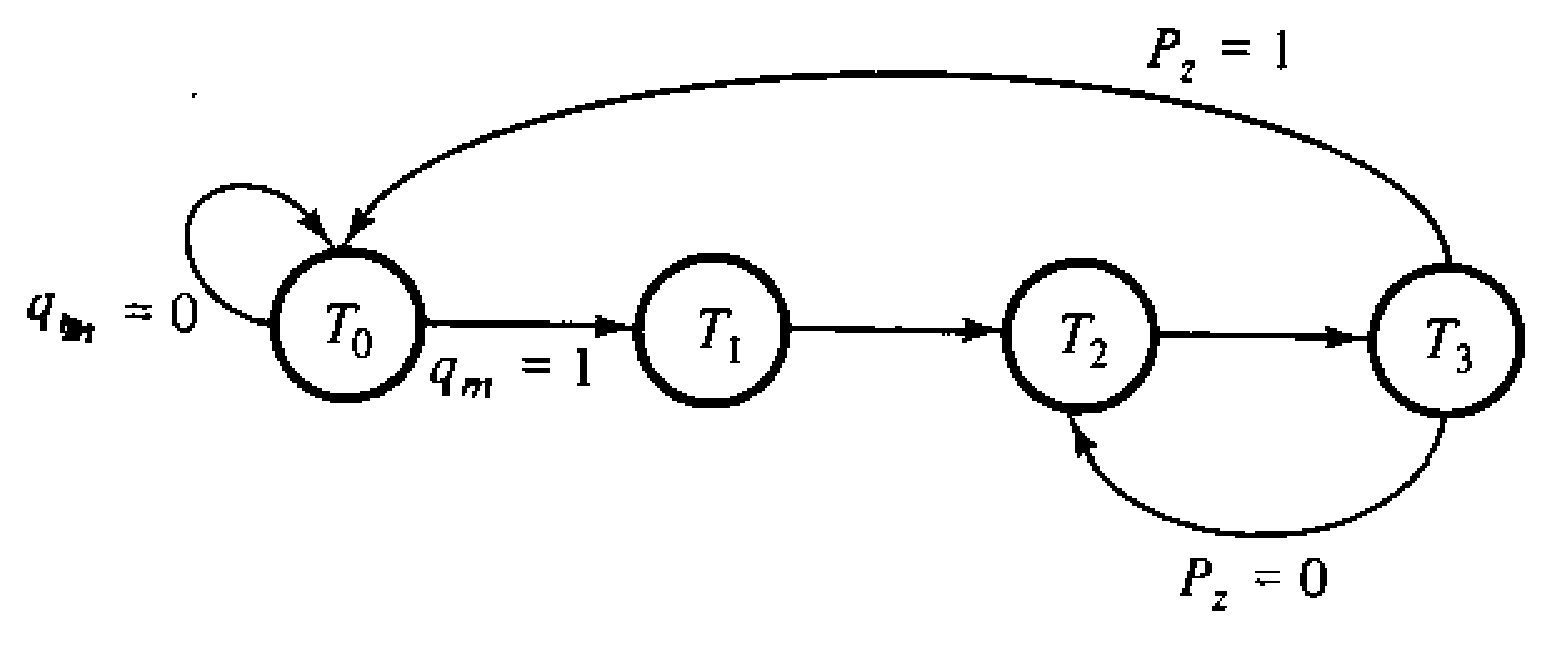 P_z = 1
q_m = 0
T_0
q_m = 1
T_1
T_2
T_3
P_z = 0